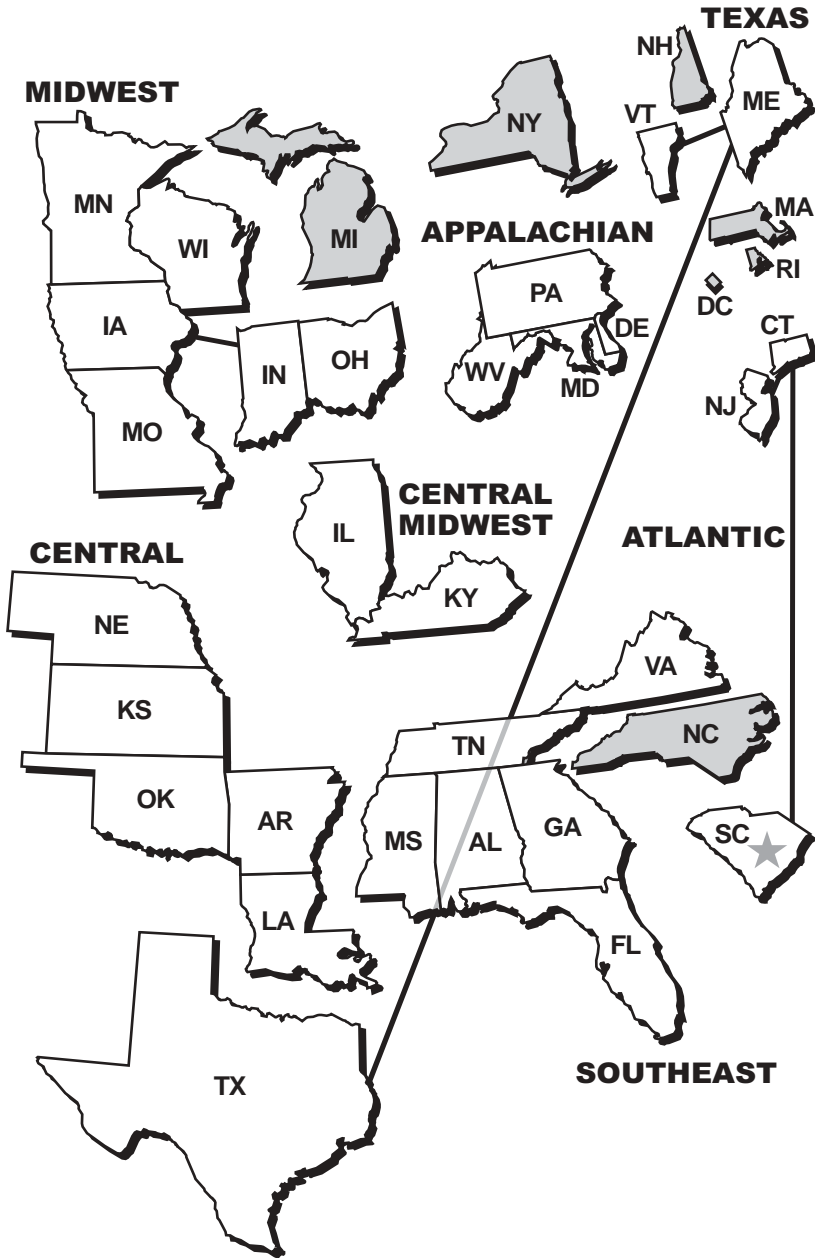 TEXAS
NH
ME
MIDWEST
NY
VT
MN
MA
WI
MI
APPALACHIAN
RI
PA
DC
IA
DE
CT
IN
OH
WV
MD
NJ
MO
CENTRAL
MIDWEST
IL
ATLANTIC
CENTRAL
KY
NE
VA
KS
NC
TN
OK
AR
MS
AL
GA
SC
LA
FL
SOUTHEAST
TX